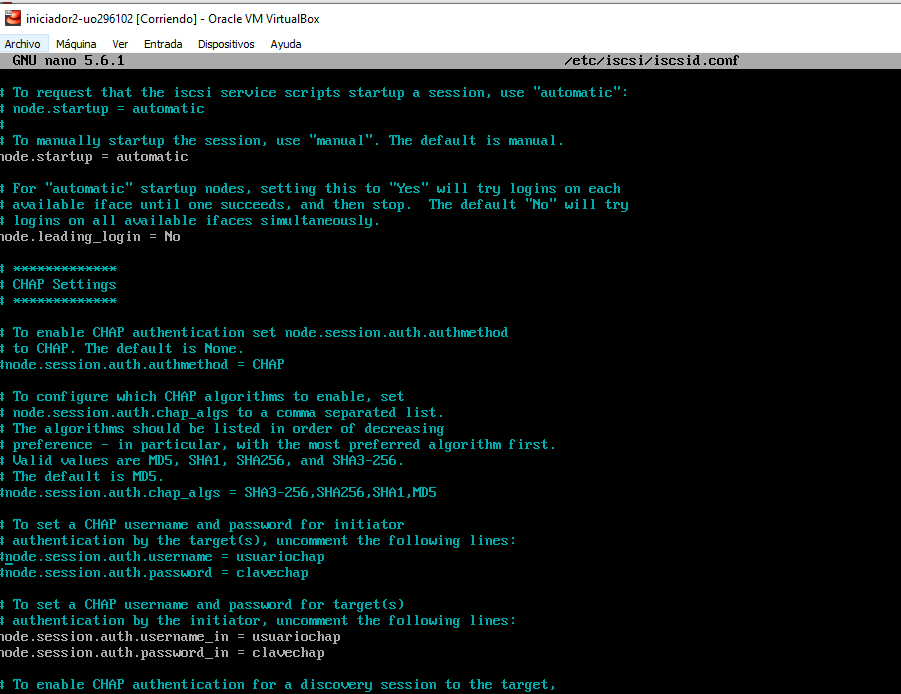 iniciador2-uo296102 [Corriendo] - Oracle VM VirtualBox
Archivo Máquina Ver Entrada Dispositivos Ayuda
GNU nano 5.6.1 /etc/iscsi/iscsid.conf
# To request that the iscsi service scripts startup a session, use "automatic":
# node.startup = automatic
#
# To manually startup the session, use "manual". The default is manual.
node.startup = automatic
# For "automatic" startup nodes, setting this to "Yes" will try logins on each
# available iface until one succeeds, and then stop.  The default "No" will try
# logins on all available ifaces simultaneously.
node.leading_login = No
# *************
# CHAP Settings
# *************
# To enable CHAP authentication set node.session.auth.authmethod
# to CHAP. The default is None.
#node.session.auth.authmethod = CHAP
# To configure which CHAP algorithms to enable, set
# node.session.auth.chap_algs to a comma separated list.
# The algorithms should be listed in order of decreasing
# preference - in particular, with the most preferred algorithm first.
# Valid values are MD5, SHA1, SHA256, and SHA3-256.
# The default is MD5.
#node.session.auth.chap_algs = SHA3-256,SHA256,SHA1,MD5
# To set a CHAP username and password for initiator
# authentication by the target(s), uncomment the following lines:
#node.session.auth.username = usuariochap
#node.session.auth.password = clavechap
# To set a CHAP username and password for target(s)
# authentication by the initiator, uncomment the following lines:
node.session.auth.username_in = usuariochap
node.session.auth.password_in = clavechap
# To enable CHAP authentication for a discovery session to the target,